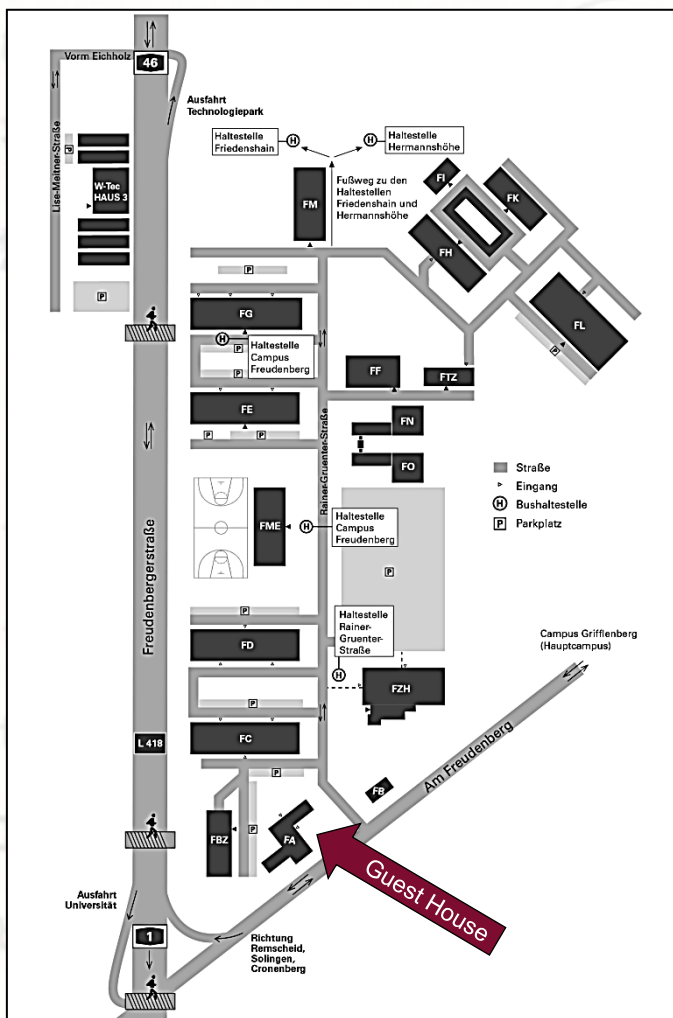 Vorm Eichholz
46
Ausfahrt
Technologiepark
Lise-Meitner-Straße
P
W-Tec
HAUS 3
P
Haltestelle
Friedenshain
H
H
Haltestelle
Hermannshöhe
Fußweg zu den
Haltestellen
Friedenshain und
Hermannshöhe
FM
FI
FK
FH
FL
P
P
FG
H
Haltestelle
Campus
Freudenberg
P
P
FE
P
P
FF
FTZ
FN
FO
Rainer-Gruenter-Straße
Freudenbergerstraße
Straße
Eingang
H Bushaltestelle
P Parkplatz
FME
H
Haltestelle
Campus
Freudenberg
P
P
FD
Haltestelle
Rainer-
Gruenter-
Straße
H
Campus Grifflenberg
(Hauptcampus)
FZH
P
FC
L 418
P
Am Freudenberg
FB
FBZ
P
FA
Guest House
Ausfahrt
Universität
1
Richtung
Remscheid,
Solingen,
Cronenberg